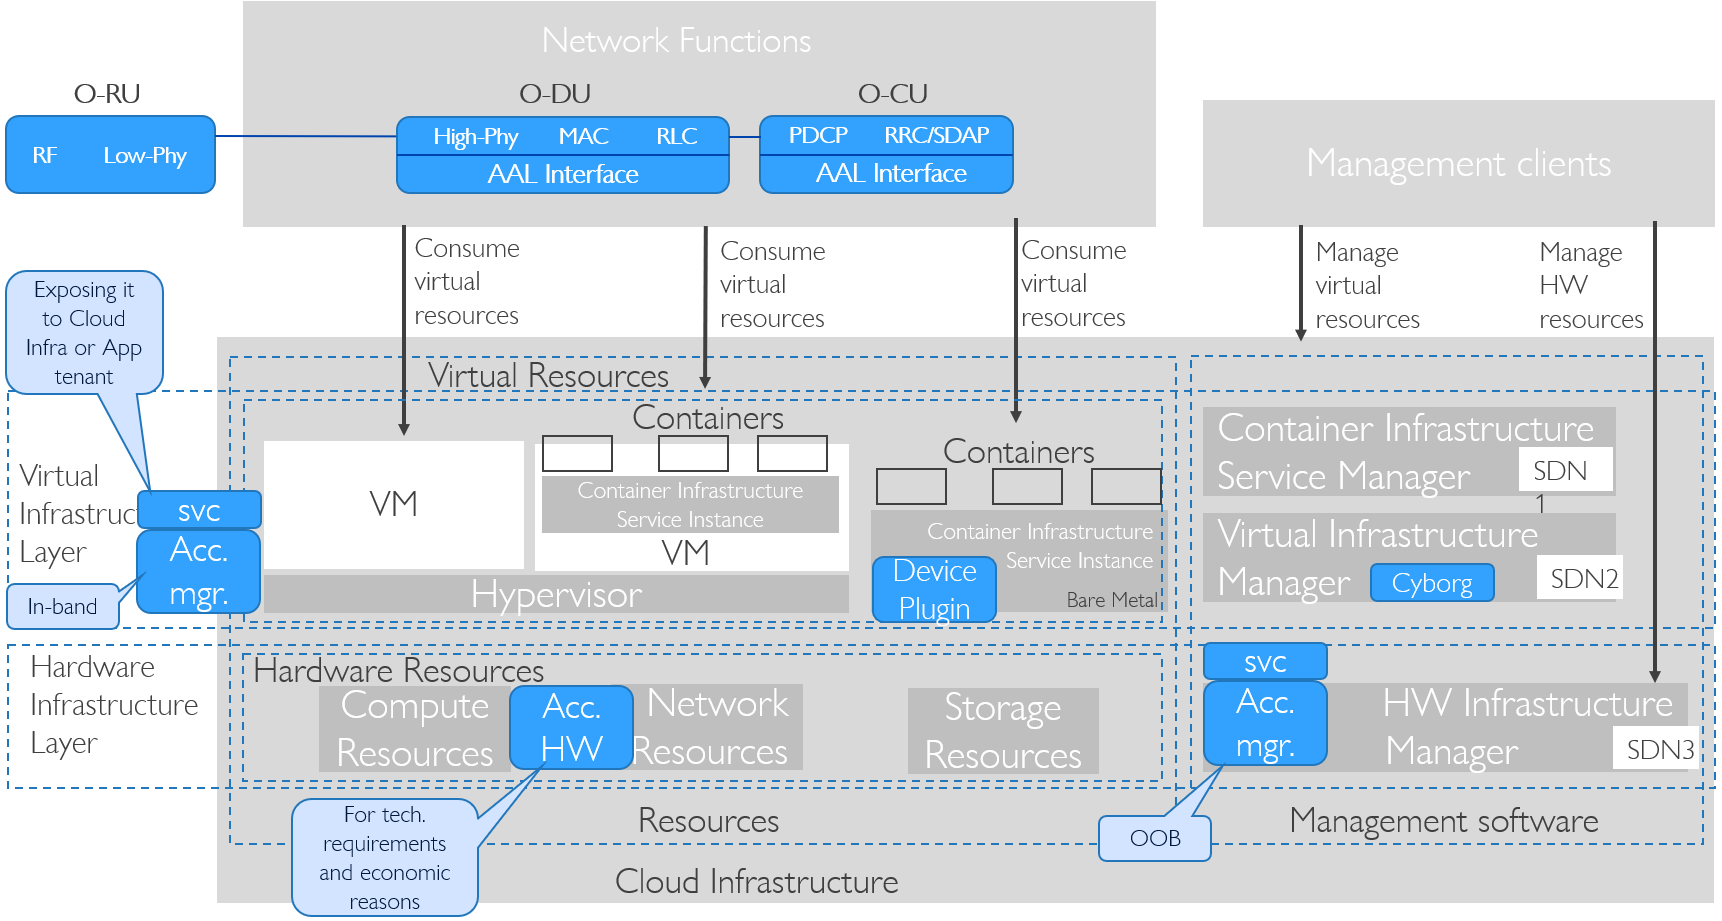 Network Functions
O-RU
O-DU
O-CU
RF Low-Phy
High-Phy MAC RLC
AAL Interface
PDCP RRC/SDAP
AAL Interface
Management clients
Consume
virtual
resources
Consume
virtual
resources
Consume
virtual
resources
Manage
virtual
resources
Manage
HW
resources
Exposing it
to Cloud
Infra or App
tenant
Virtual Resources
Virtual
Infrastruc
Layer
svc
Acc.
mgr.
In-band
VM
Containers
Container Infrastructure
Service Instance
VM
Hypervisor
Containers
Container Infrastructure
Service Instance
Device
Plugin
Bare Metal
Container Infrastructure
Service Manager
SDN
1
Virtual Infrastructure
Manager
Cyborg
SDN2
Hardware
Infrastructure
Layer
Hardware Resources
Compute
Resources
Acc.
HW
Network
Resources
Storage
Resources
svc
Acc.
mgr.
HW Infrastructure
Manager
SDN3
For tech.
requirements
and economic
reasons
OOB
Resources
Management software
Cloud Infrastructure